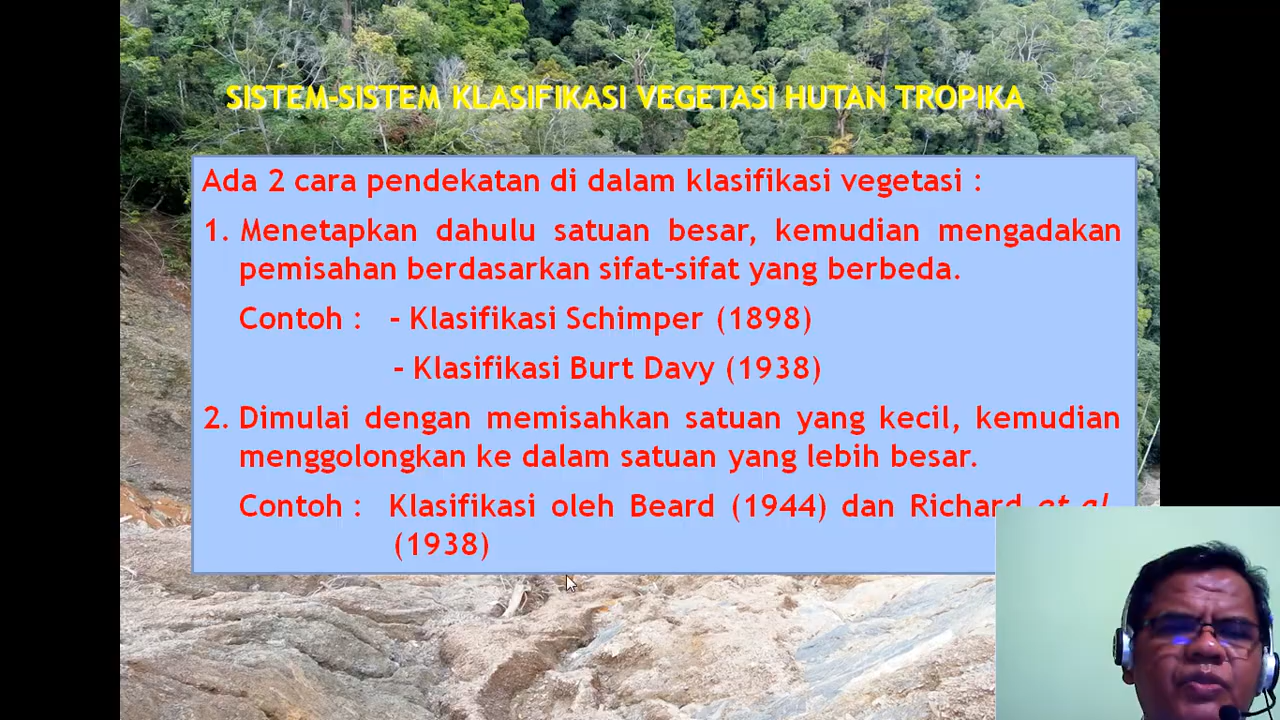 SISTEM-SISTEM KLASIFIKASI VEGETASI HUTAN TROPIKA
Ada 2 cara pendekatan di dalam klasifikasi vegetasi :
1. Menetapkan dahulu satuan besar, kemudian mengadakan
pemisahan berdasarkan sifat-sifat yang berbeda.
Contoh : - Klasifikasi Schimper (1898)
- Klasifikasi Burt Davy (1938)
2. Dimulai dengan memisahkan satuan yang kecil, kemudian
menggolongkan ke dalam satuan yang lebih besar.
Contoh : Klasifikasi oleh Beard (1944) dan Richard et al.
(1938)